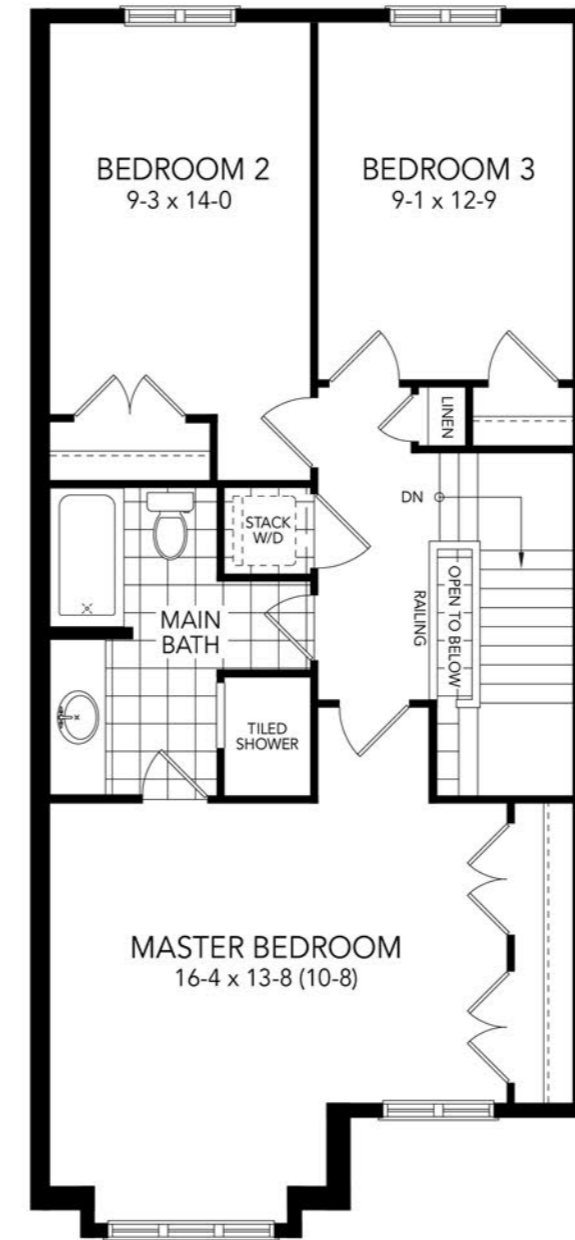 BEDROOM 2
9-3 x 14-0
BEDROOM 3
9-1 x 12-9
LINEN
STACK
W/D
DN
OPEN TO BELOW
RAILING
MAIN
BATH
TILED
SHOWER
MASTER BEDROOM
16-4 x 13-8 (10-8)